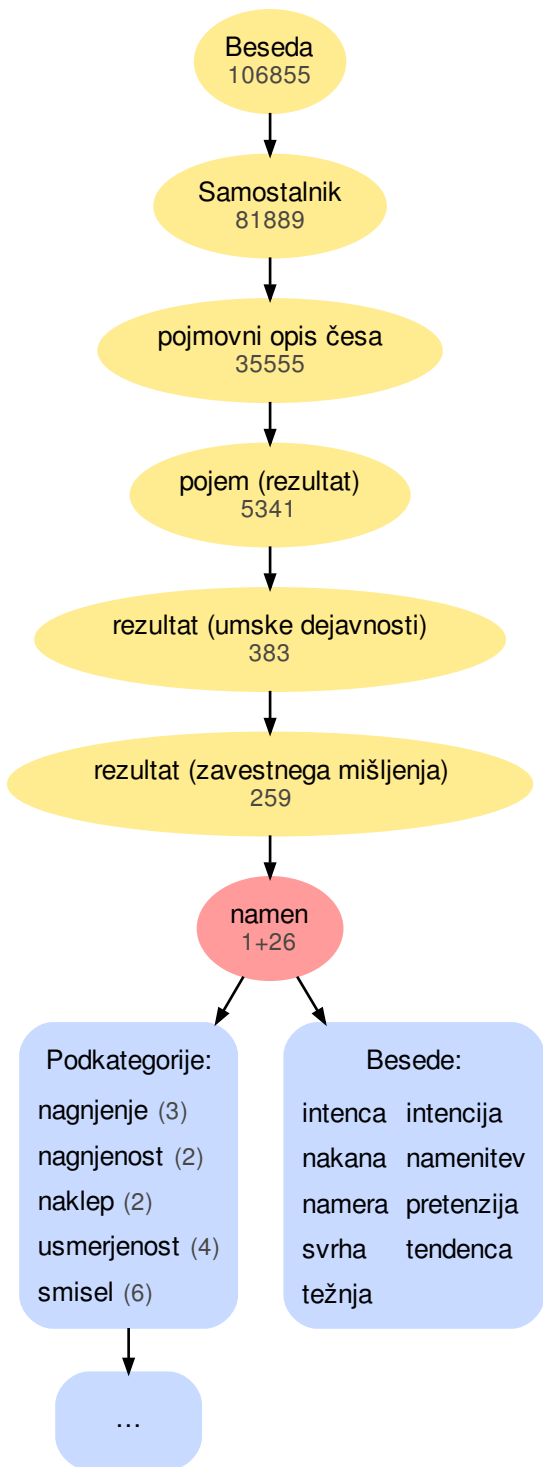 Beseda
106855
Samostalnik
81889
pojmovni opis česa
35555
pojem (rezultat)
5341
rezultat (umske dejavnosti)
383
rezultat (zavestnega mišljenja)
259
namen
1+26
Podkategorije:
nagnjenje (3)
nagnjenost (2)
naklep (2)
usmerjenost (4)
smisel (6)
...
Besede:
intenca intencija
nakana namenitev
namera pretenzija
svrha tendenca
težnja